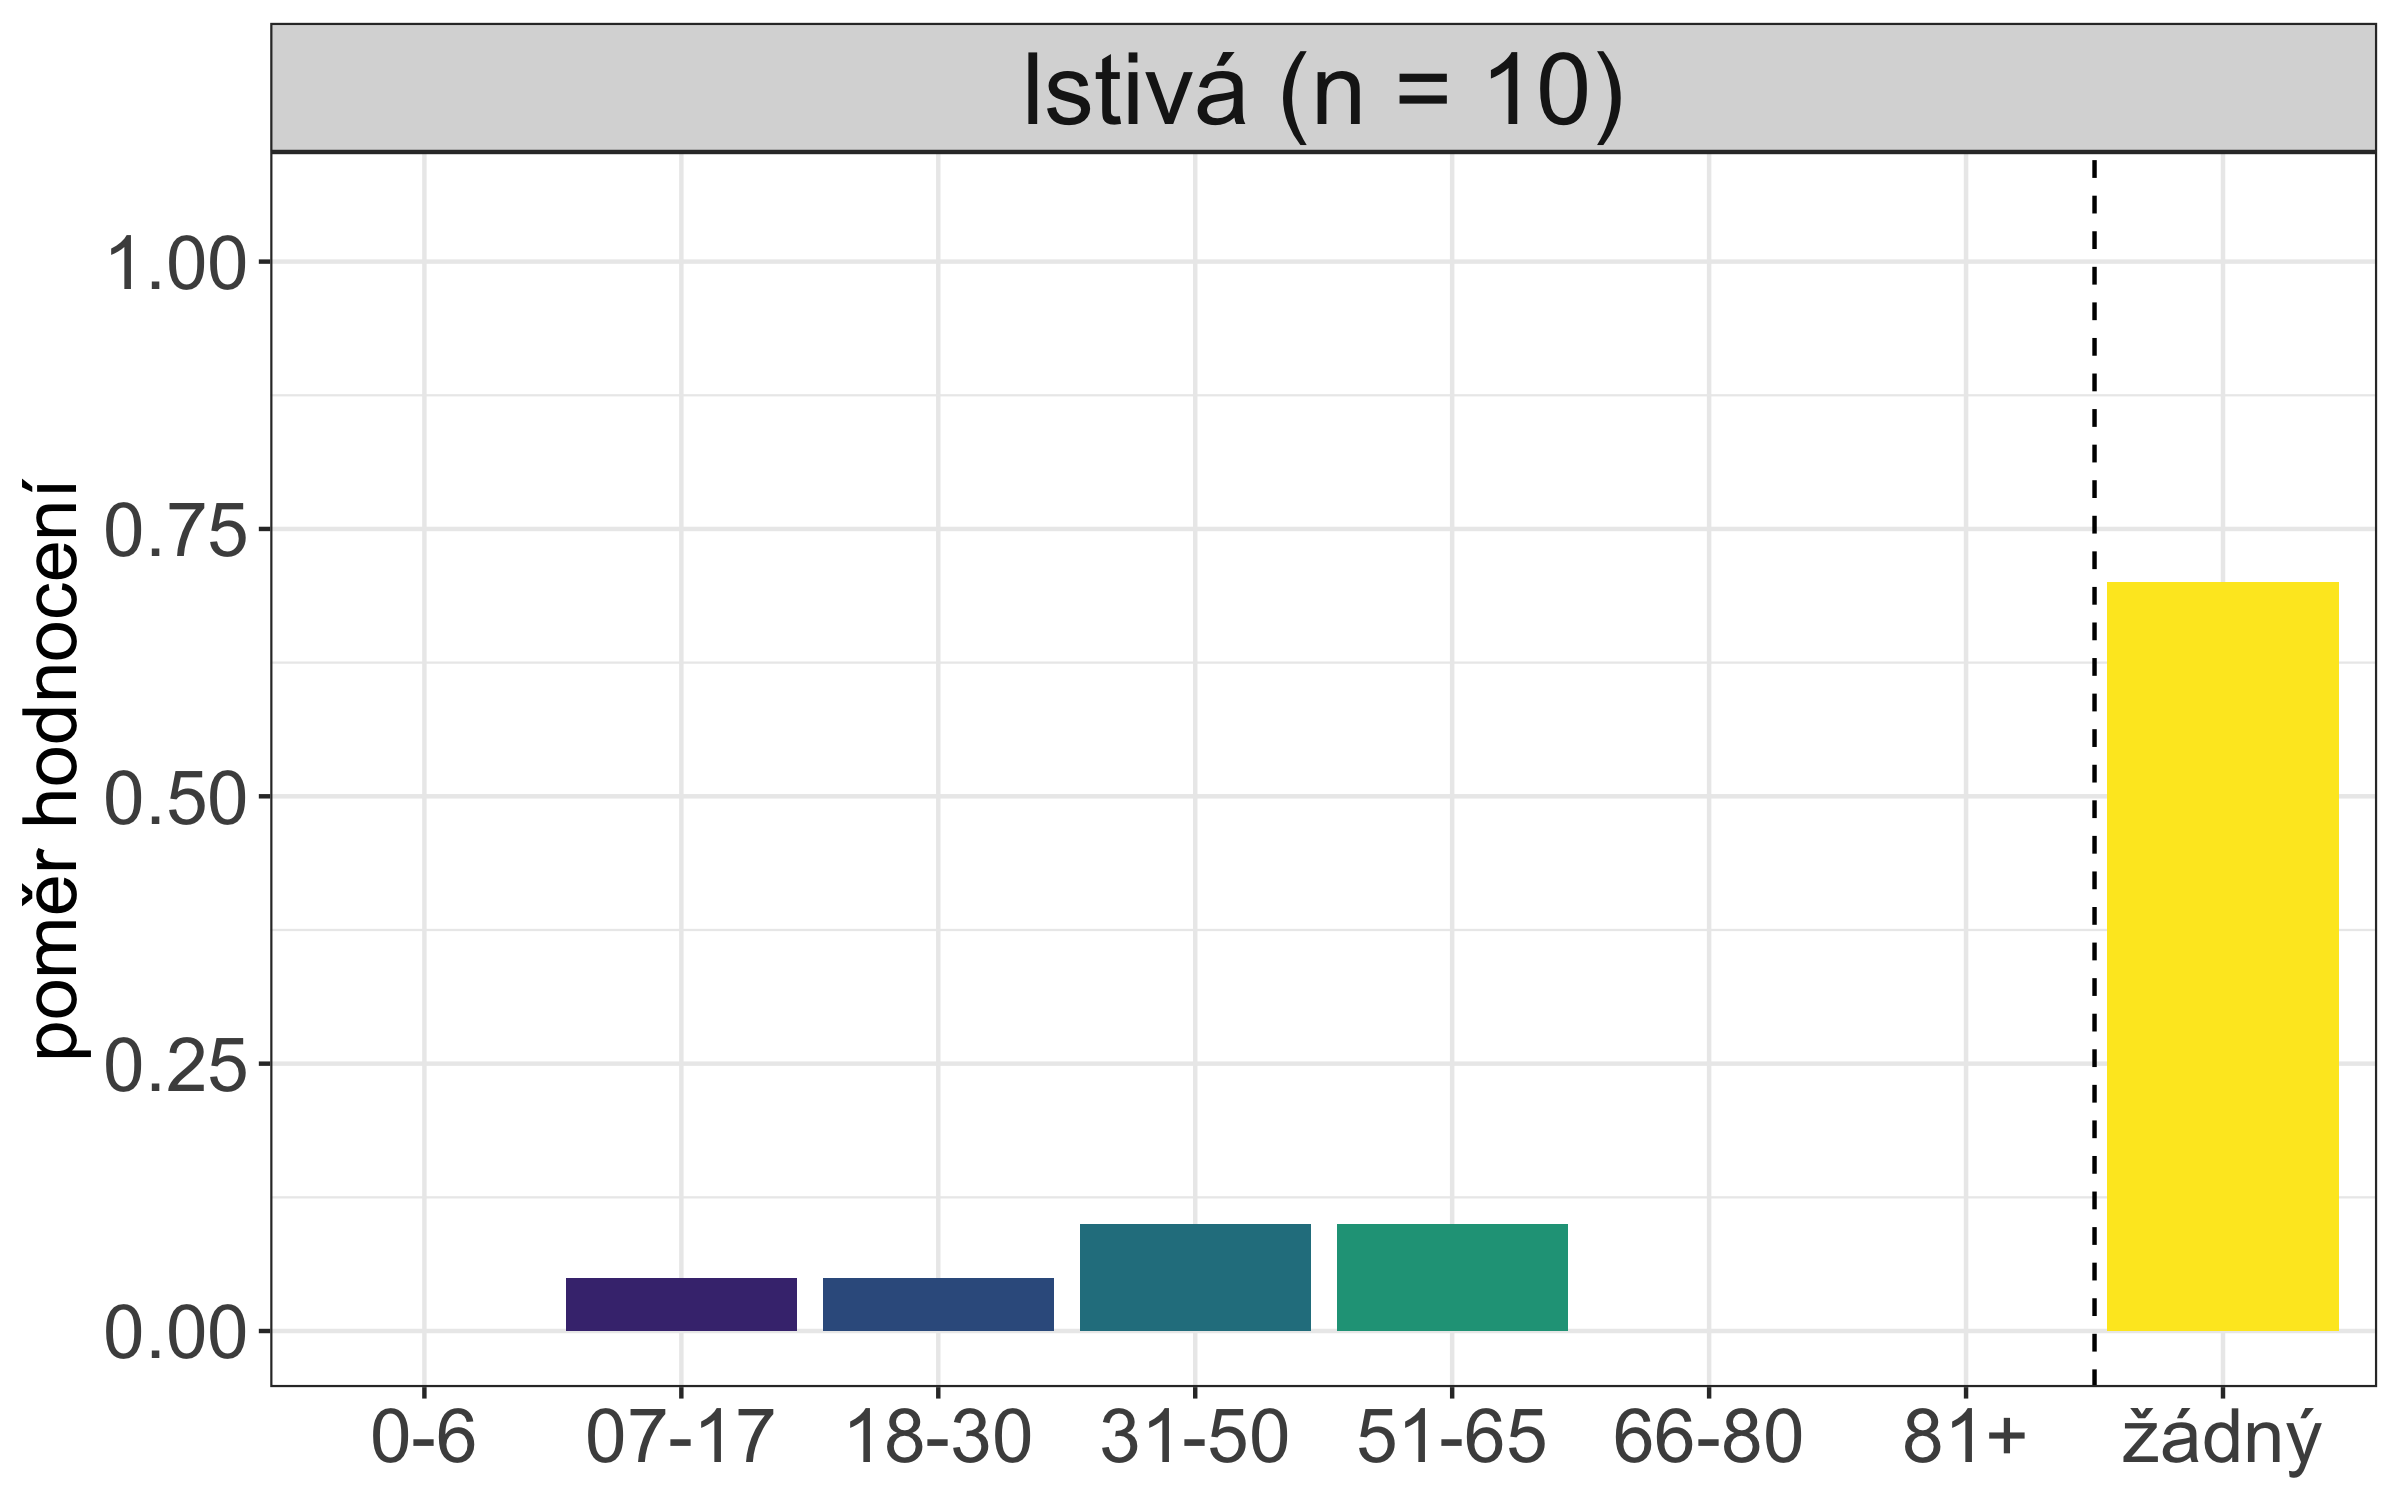 lstivá (n = 10)
poměr hodnocení
1.00
0.75
0.50
0.25
0.00
0-6 07-17 18-30 31-50 51-65 66-80 81+ žádný